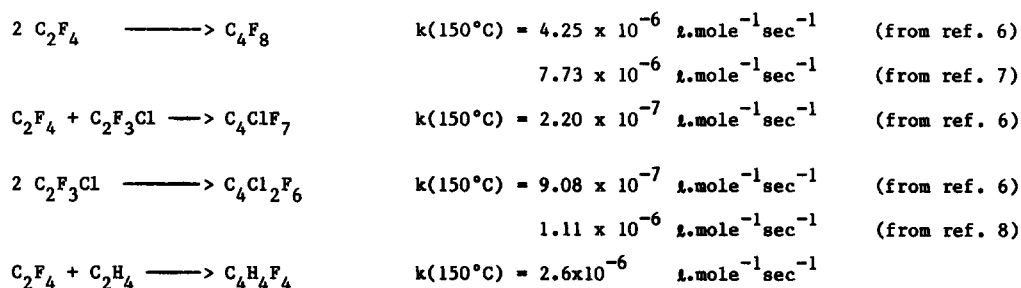 2 C₂F₄ ———> C₄F₈ k(150°C) = 4.25 x 10⁻⁶ ℓ.mole⁻¹sec⁻¹ (from ref. 6)
7.73 x 10⁻⁶ ℓ.mole⁻¹sec⁻¹ (from ref. 7)
C₂F₄ + C₂F₃Cl —> C₄ClF₇ k(150°C) = 2.20 x 10⁻⁷ ℓ.mole⁻¹sec⁻¹ (from ref. 6)
2 C₂F₃Cl ———> C₄Cl₂F₆ k(150°C) = 9.08 x 10⁻⁷ ℓ.mole⁻¹sec⁻¹ (from ref. 6)
1.11 x 10⁻⁶ ℓ.mole⁻¹sec⁻¹ (from ref. 8)
C₂F₄ + C₂H₄ ——> C₄H₄F₄ k(150°C) = 2.6x10⁻⁶ ℓ.mole⁻¹sec⁻¹